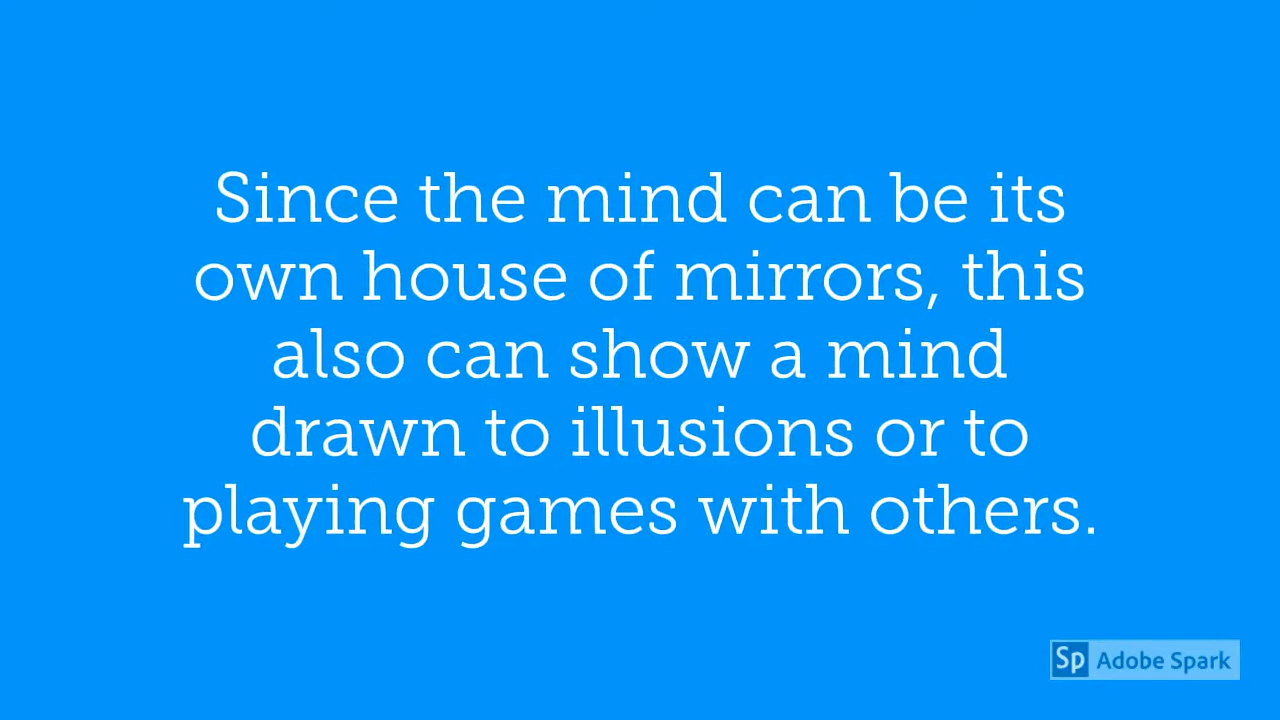 Since the mind can be its
own house of mirrors, this
also can show a mind
drawn to illusions or to
playing games with others.
Sp Adobe Spark